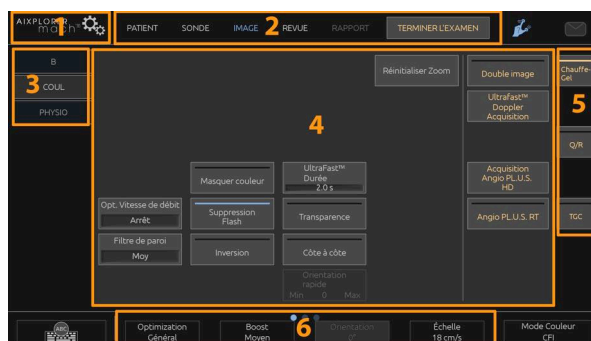 AIXPLORER
mach®
1
PATIENT SONDE IMAGE 2 REVUE RAPPORT TERMINER L'EXAMEN
B
3
COUL
PHYSIO
Réinitialiser Zoom
Double image
Chauffe-
Gel
Ultrafast™
Doppler
Acquisition
5
4
Q/R
Masquer couleur
UltraFast™
Durée
2.0 s
Acquisition
Angio PL.U.S.
HD
Opt. Vitesse de débit
Arrêt
Suppression
Flash
Transparence
Angio PL.U.S. RT
TGC
Filtre de paroi
Moy
Inversion
Côte à côte
Orientation
rapide
Min 0 Max
6
ABC
Optimization
Général
Boost
Moyen
Orientation
0°
Échelle
18 cm/s
Mode Couleur
CFI